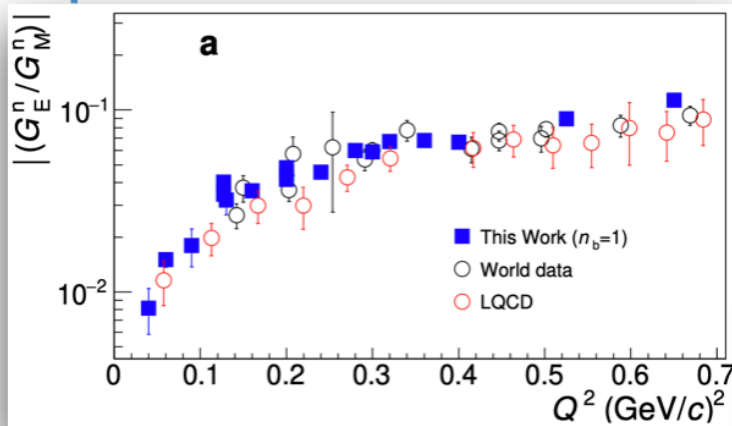 a
|(G^n_E/G^n_M)|
10⁻¹
10⁻²
This Work (n_b=1)
World data
LQCD
0 0.1 0.2 0.3 0.4 0.5 0.6 0.7
Q² (GeV/c)²